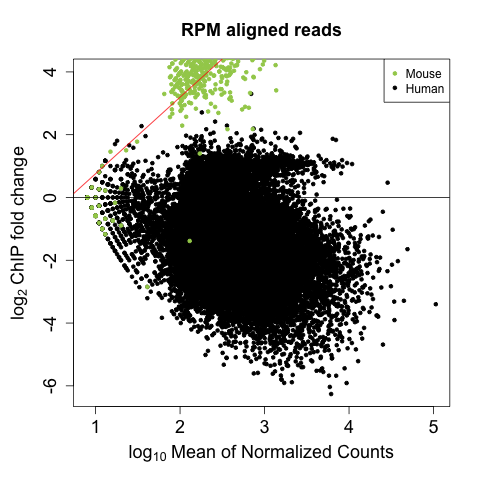 RPM aligned reads
Mouse
Human
4
2
0
-2
-4
-6
log2 ChIP fold change
1 2 3 4 5
log10 Mean of Normalized Counts